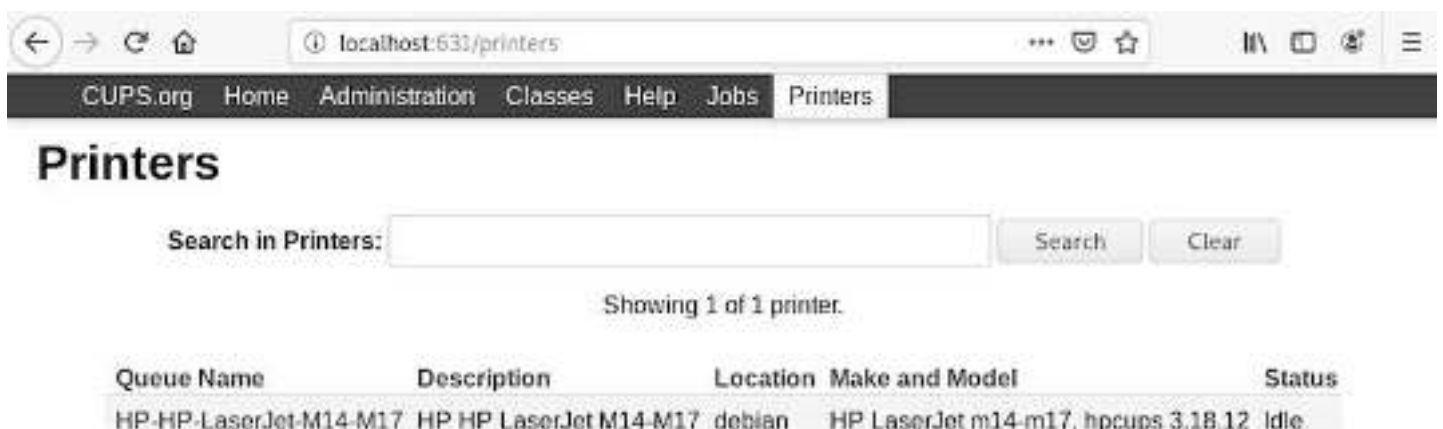 localhost:631/printers
CUPS.org Home Administration Classes Help Jobs Printers
Printers
Search in Printers: Search Clear
Showing 1 of 1 printer.
Queue Name Description Location Make and Model Status
HP-HP-LaserJet-M14-M17 HP HP LaserJet M14-M17 debian HP LaserJet m14-m17, hpcups 3.18.12 Idle